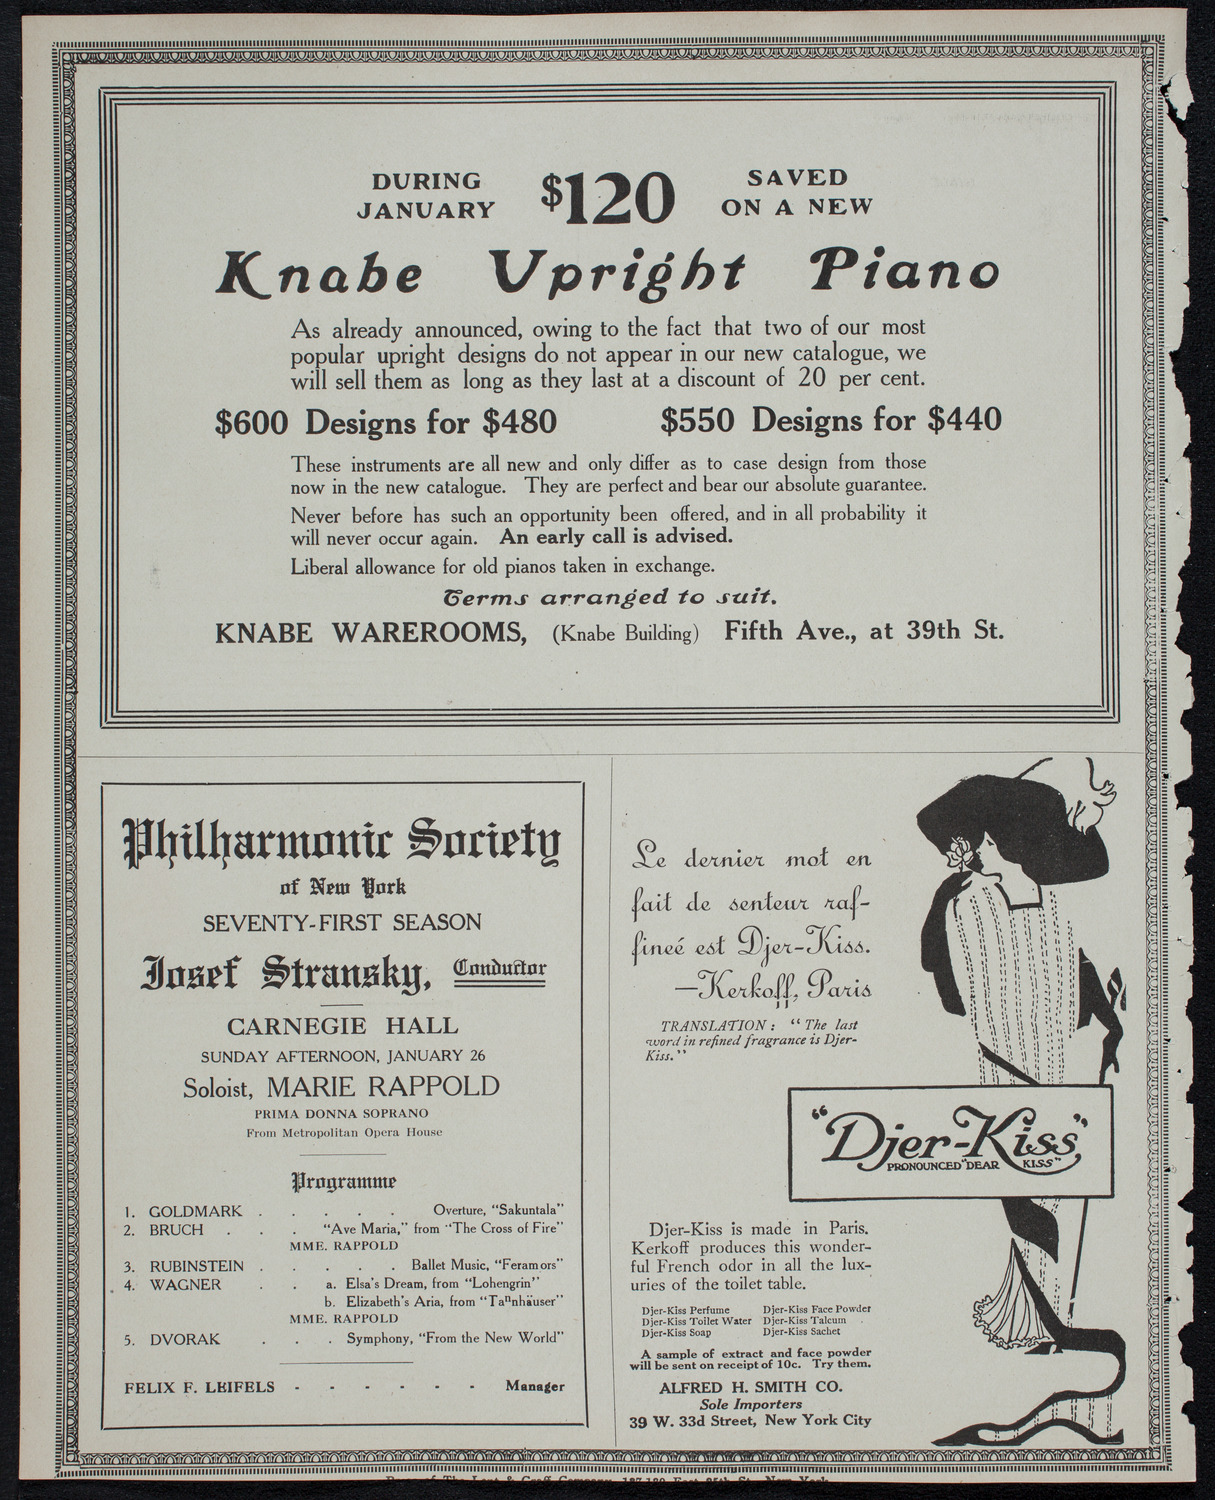 DURING
JANUARY
$120
SAVED
ON A NEW
Knabe Upright Piano
As already announced, owing to the fact that two of our most
popular upright designs do not appear in our new catalogue, we
will sell them as long as they last at a discount of 20 per cent.
$600 Designs for $480 $550 Designs for $440
These instruments are all new and only differ as to case design from those
now in the new catalogue. They are perfect and bear our absolute guarantee.
Never before has such an opportunity been offered, and in all probability it
will never occur again. An early call is advised.
Liberal allowance for old pianos taken in exchange.
Terms arranged to suit.
KNABE WAREROOMS, (Knabe Building) Fifth Ave., at 39th St.
Philharmonic Society
of New York
SEVENTY-FIRST SEASON
Josef Stransky, Conductor
CARNEGIE HALL
SUNDAY AFTERNOON, JANUARY 26
Soloist, MARIE RAPPOLD
PRIMA DONNA SOPRANO
From Metropolitan Opera House
Programme
1. GOLDMARK . . . . . Overture, "Sakuntala"
2. BRUCH . . . "Ave Maria," from "The Cross of Fire"
MME. RAPPOLD
3. RUBINSTEIN . . . . . Ballet Music, "Feramors"
4. WAGNER . . a. Elsa's Dream, from "Lohengrin"
b. Elizabeth's Aria, from "Tannhäuser"
MME. RAPPOLD
5. DVORAK . . . Symphony, "From the New World"
FELIX F. LEIFELS - - - - - - Manager
Le dernier mot en
fait de senteur raf-
fineé est Djer-Kiss.
—Kerkoff, Paris
TRANSLATION: "The last
word in refined fragrance is Djer-
Kiss."
"Djer-Kiss"
PRONOUNCED "DEAR KISS"
Djer-Kiss is made in Paris.
Kerkoff produces this wonder-
ful French odor in all the lux-
uries of the toilet table.
Djer-Kiss Perfume Djer-Kiss Face Powder
Djer-Kiss Toilet Water Djer-Kiss Talcum
Djer-Kiss Soap Djer-Kiss Sachet
A sample of extract and face powder
will be sent on receipt of 10c. Try them.
ALFRED H. SMITH CO.
Sole Importers
39 W. 33d Street, New York City